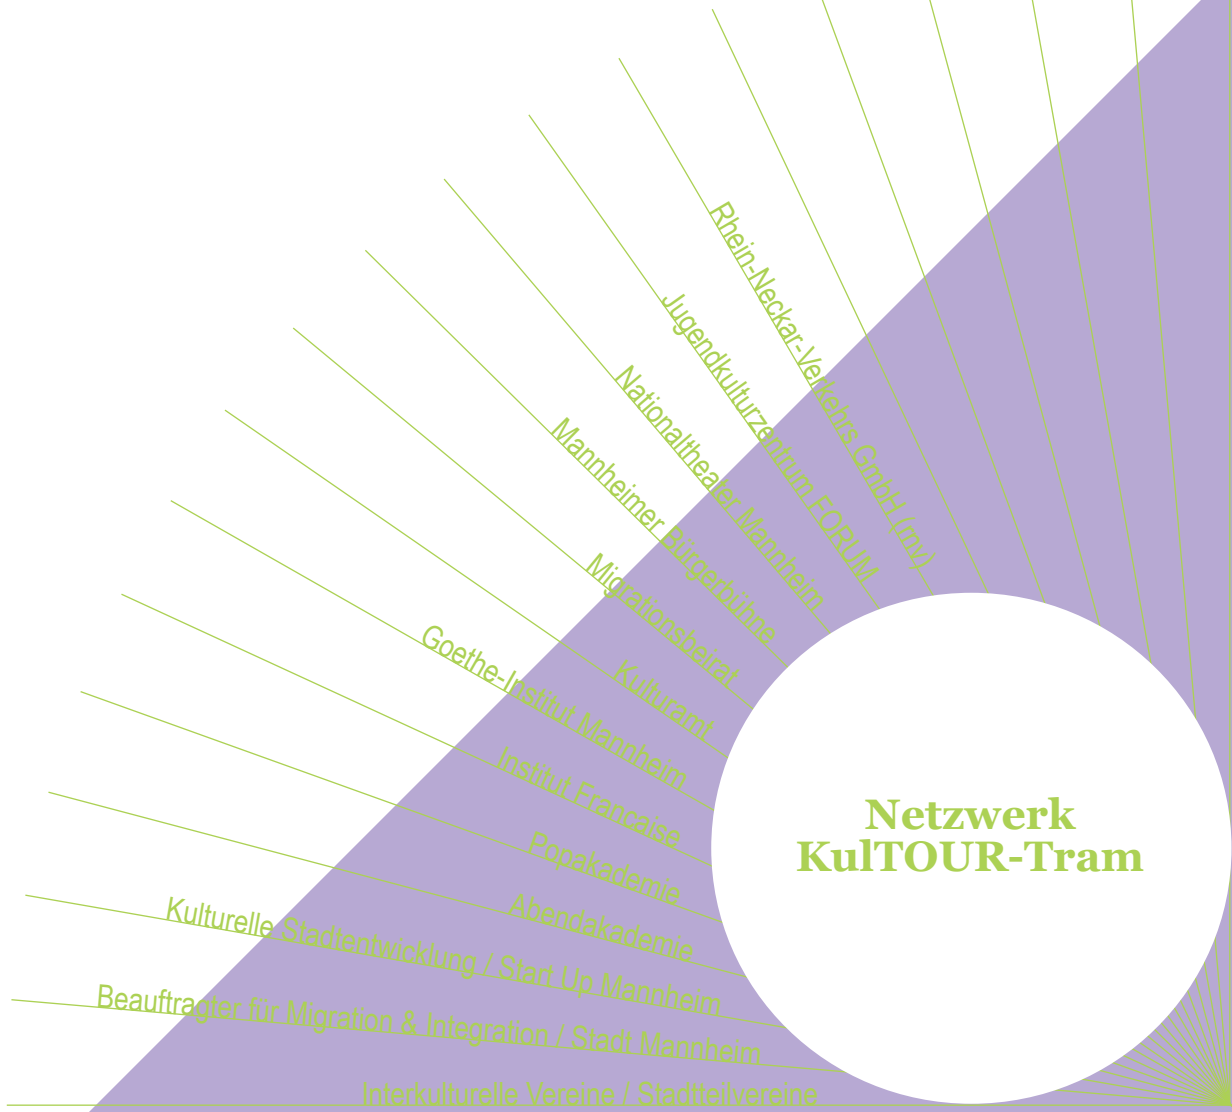 Rhein-Neckar-Verkehrs GmbH (rnv)
Jugendkulturzentrum FORUM
Nationaltheater Mannheim
Mannheimer Bürgerbühne
Migrationsbeirat
Kulturamt
Goethe-Institut Mannheim
Institut Francaise
Popakademie
Abendakademie
Kulturelle Stadtentwicklung / Start Up Mannheim
Beauftragter für Migration & Integration / Stadt Mannheim
Interkulturelle Vereine / Stadtteilvereine
Netzwerk
KulTOUR-Tram